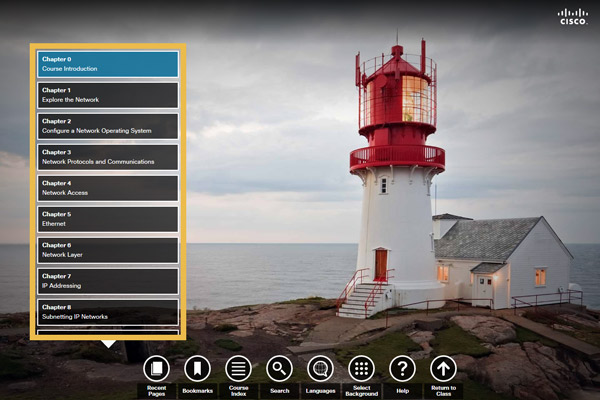 CISCO.
Chapter 0
Course Introduction
Chapter 1
Explore the Network
Chapter 2
Configure a Network Operating System
Chapter 3
Network Protocols and Communications
Chapter 4
Network Access
Chapter 5
Ethernet
Chapter 6
Network Layer
Chapter 7
IP Addressing
Chapter 8
Subnetting IP Networks
Recent
Pages
Bookmarks
Course
Index
Search
Languages
Select
Background
Help
Return to
Class